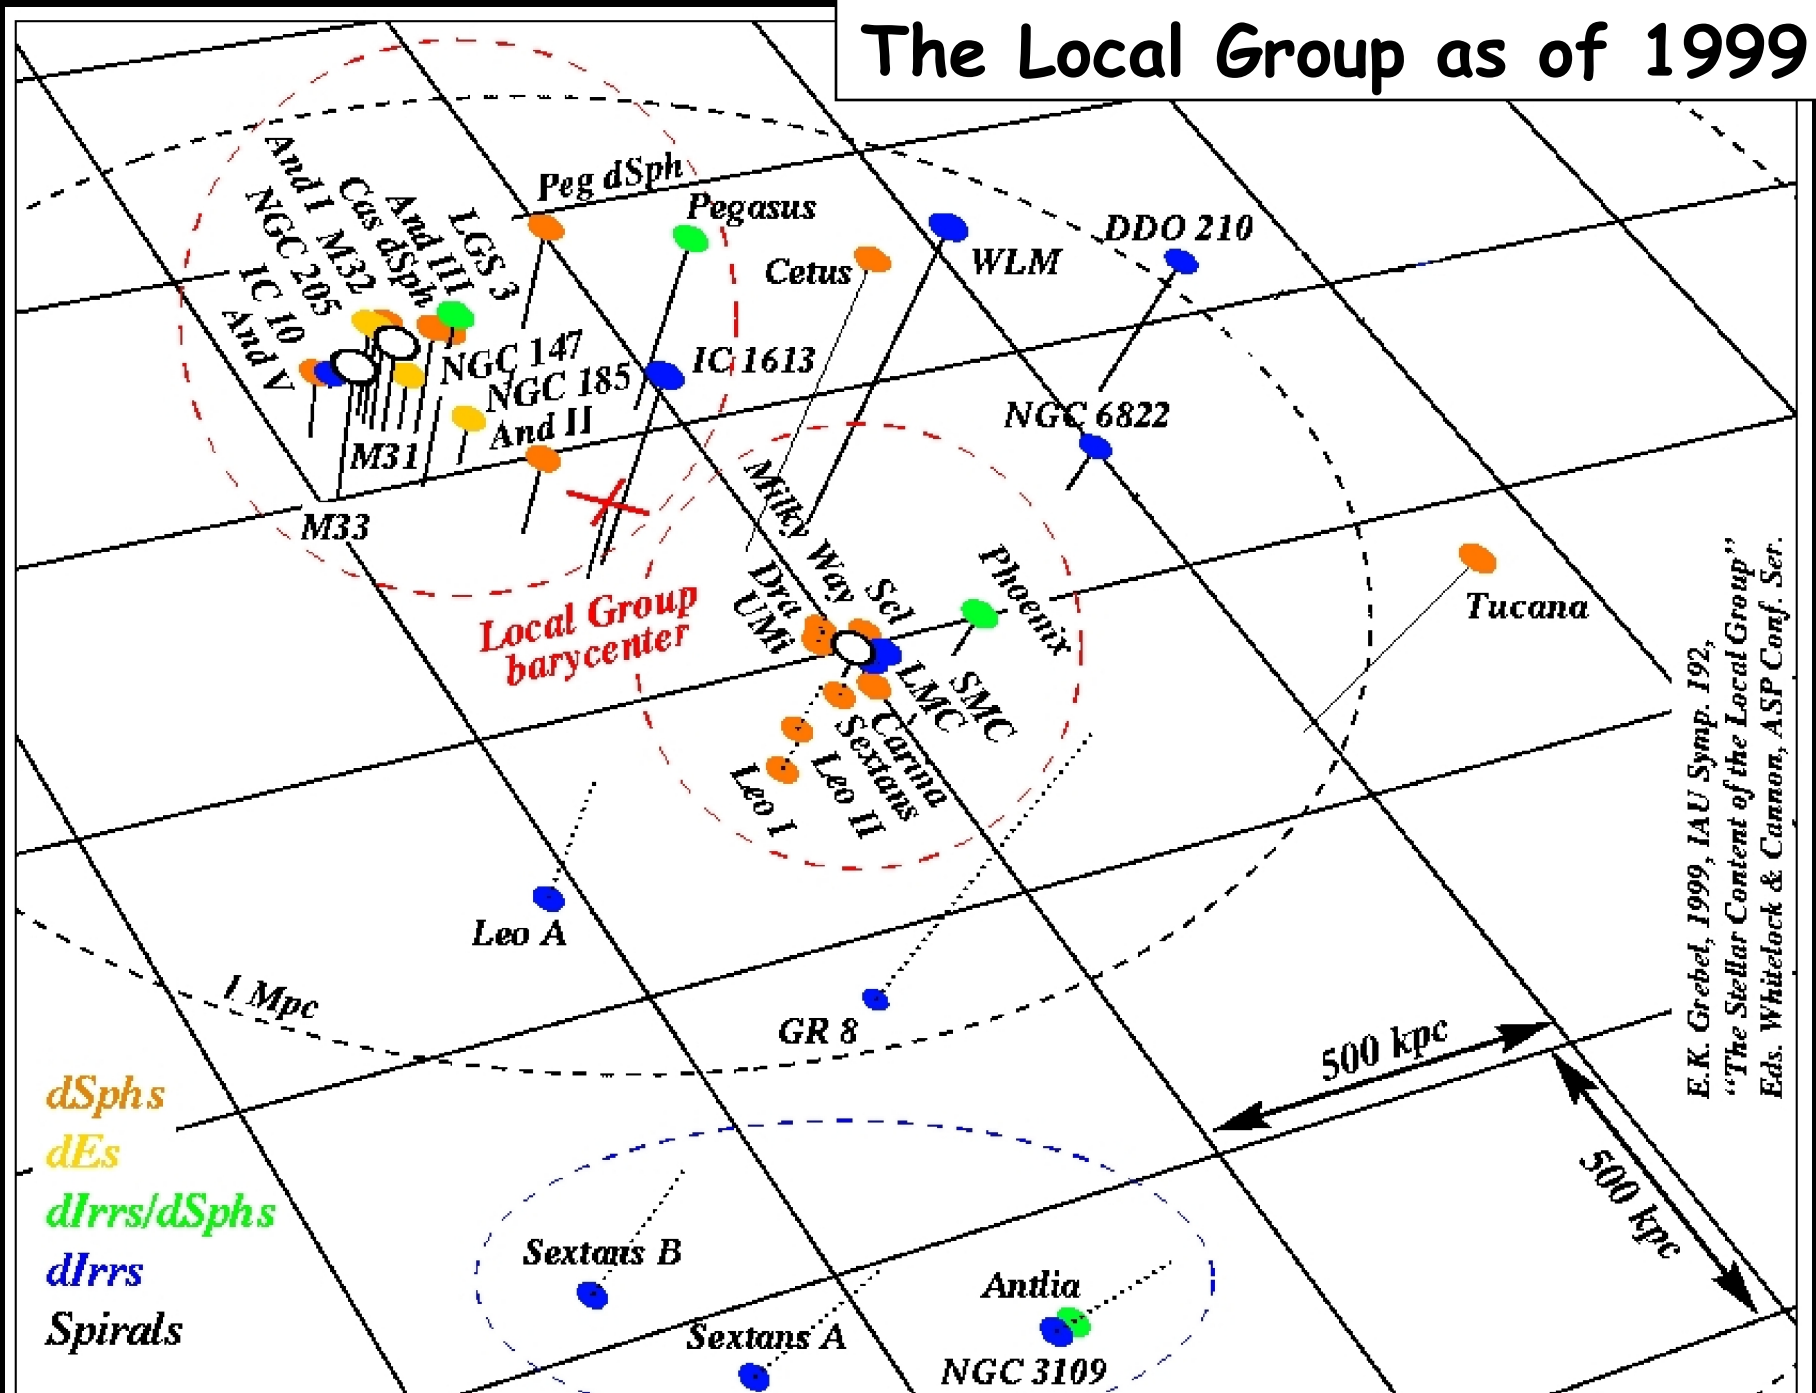 The Local Group as of 1999
Peg dSph
Pegasus
Cetus
WLM
DDO 210
And I
M32
Cas dSph
And III
LGS 3
NGC 205
IC 10
And V
NGC 147
NGC 185
And II
IC 1613
NGC 6822
M31
M33
Milky Way
Dra
UMi
Scl
Phoenix
Tucana
Local Group
barycenter
LMC
SMC
Carina
Sextans
Leo II
Leo I
Leo A
GR 8
1 Mpc
500 kpc
500 kpc
Sextans B
Sextans A
Antlia
NGC 3109
dSphs
dEs
dIrrs/dSphs
dIrrs
Spirals
E.K. Grebel, 1999, IAU Symp. 192,
“The Stellar Content of the Local Group”
Eds. Whitelock & Cannon, ASP Conf. Ser.